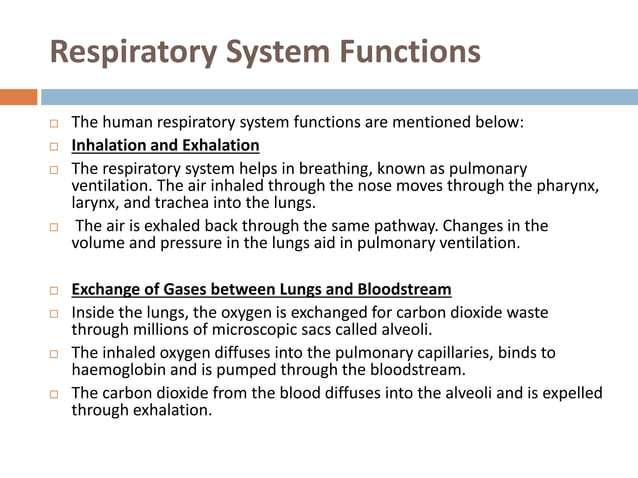 Respiratory System Functions
The human respiratory system functions are mentioned below:
Inhalation and Exhalation
The respiratory system helps in breathing, known as pulmonary
ventilation. The air inhaled through the nose moves through the pharynx,
larynx, and trachea into the lungs.
The air is exhaled back through the same pathway. Changes in the
volume and pressure in the lungs aid in pulmonary ventilation.
Exchange of Gases between Lungs and Bloodstream
Inside the lungs, the oxygen is exchanged for carbon dioxide waste
through millions of microscopic sacs called alveoli.
The inhaled oxygen diffuses into the pulmonary capillaries, binds to
haemoglobin and is pumped through the bloodstream.
The carbon dioxide from the blood diffuses into the alveoli and is expelled
through exhalation.